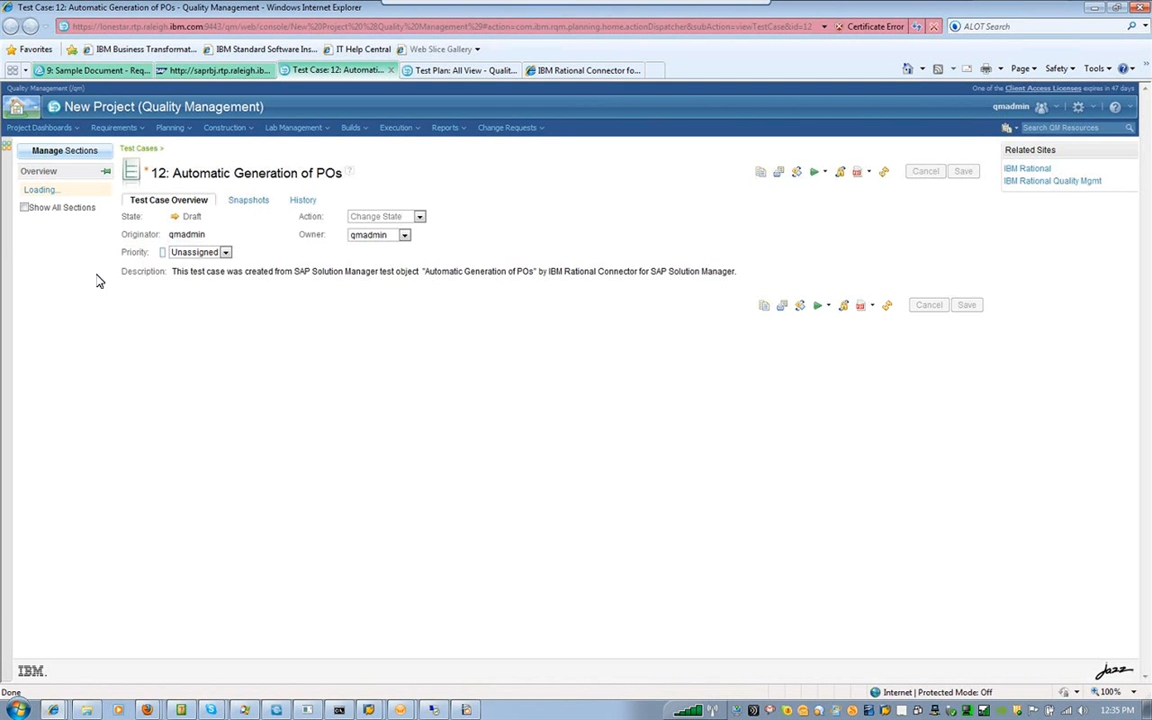 Test Case: 12: Automatic Generation of POs - Quality Management - Windows Internet Explorer
https://lonestar.rtp.raleigh.ibm.com:9443/qm/web/console/New%20Project%20%28Quality%20Management%29#action=com.ibm.rqm.planning.home.actionDispatcher&subAction=viewTestCase&id=12
Certificate Error
ALOT Search
Favorites
IBM Business Transformat...
IBM Standard Software Ins...
IT Help Central
Web Slice Gallery
9: Sample Document - Req...
http://saprbj.rtp.raleigh.ib...
Test Case: 12: Automati...
Test Plan: All View - Qualit...
IBM Rational Connector fo...
Page
Safety
Tools
Quality Management (/qm)
One of the Client Access Licenses expires in 47 days
New Project (Quality Management)
qmadmin
Project Dashboards
Requirements
Planning
Construction
Lab Management
Builds
Execution
Reports
Change Requests
Search QM Resources
Manage Sections
Overview
Loading...
Show All Sections
Test Cases >
* 12: Automatic Generation of POs
Cancel
Save
Test Case Overview
Snapshots
History
State: Draft
Action: Change State
Originator: qmadmin
Owner: qmadmin
Priority: Unassigned
Description: This test case was created from SAP Solution Manager test object "Automatic Generation of POs" by IBM Rational Connector for SAP Solution Manager.
Cancel
Save
Related Sites
IBM Rational
IBM Rational Quality Mgmt
IBM.
Jazz
Done
Internet | Protected Mode: Off
100%
12:35 PM